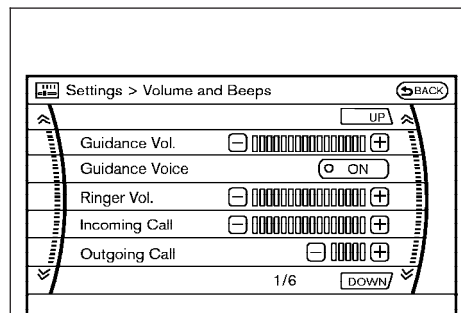 Settings > Volume and Beeps
BACK
UP
Guidance Vol.
Guidance Voice
ON
Ringer Vol.
Incoming Call
Outgoing Call
1/6
DOWN